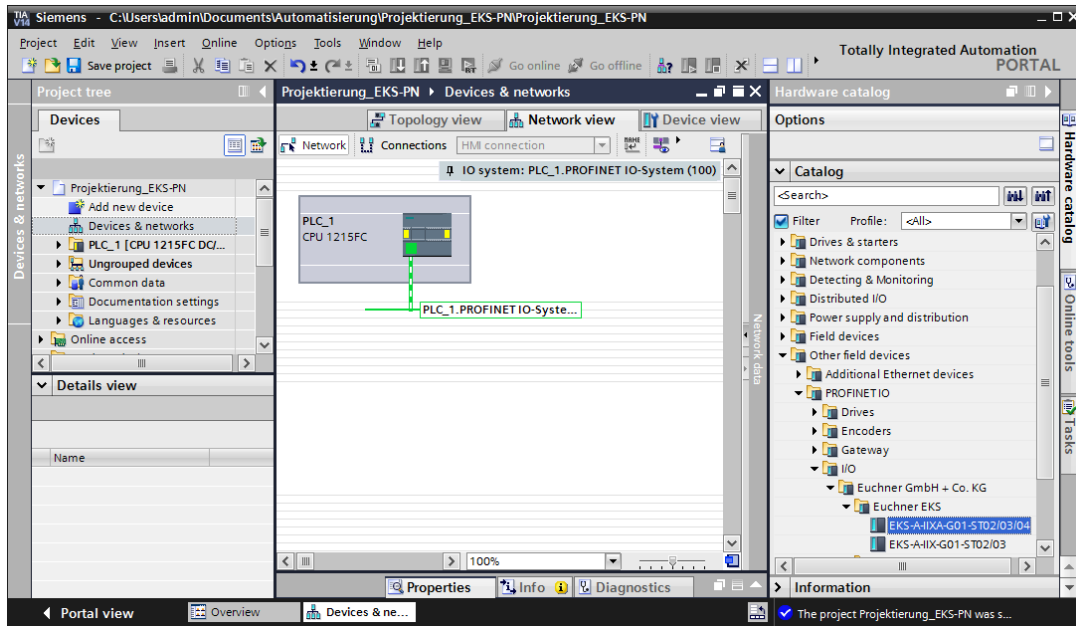 TIA V14 Siemens - C:\Users\admin\Documents\Automatisierung\Projektierung_EKS-PN\Projektierung_EKS-PN
Project Edit View Insert Online Options Tools Window Help
Totally Integrated Automation
PORTAL
Save project Go online Go offline
Project tree
Devices
Devices & networks
Projektierung_EKS-PN
Add new device
Devices & networks
PLC_1 [CPU 1215FC DC/...
Ungrouped devices
Common data
Documentation settings
Languages & resources
Online access
Details view
Name
Projektierung_EKS-PN Devices & networks
Topology view Network view Device view
Network Connections HMI connection
IO system: PLC_1.PROFINET IO-System (100)
PLC_1
CPU 1215FC
PLC_1.PROFINET IO-Syste...
Network data
100%
Properties Info Diagnostics
Hardware catalog
Options
Catalog
<Search>
Filter Profile: <All>
Drives & starters
Network components
Detecting & Monitoring
Distributed I/O
Power supply and distribution
Field devices
Other field devices
Additional Ethernet devices
PROFINET IO
Drives
Encoders
Gateway
I/O
Euchner GmbH + Co. KG
Euchner EKS
EKS-A-IIXA-G01-ST02/03/04
EKS-A-IIX-G01-ST02/03
Information
Hardware catalog
Online tools
Tasks
Portal view Overview Devices & ne...
The project Projektierung_EKS-PN was s...